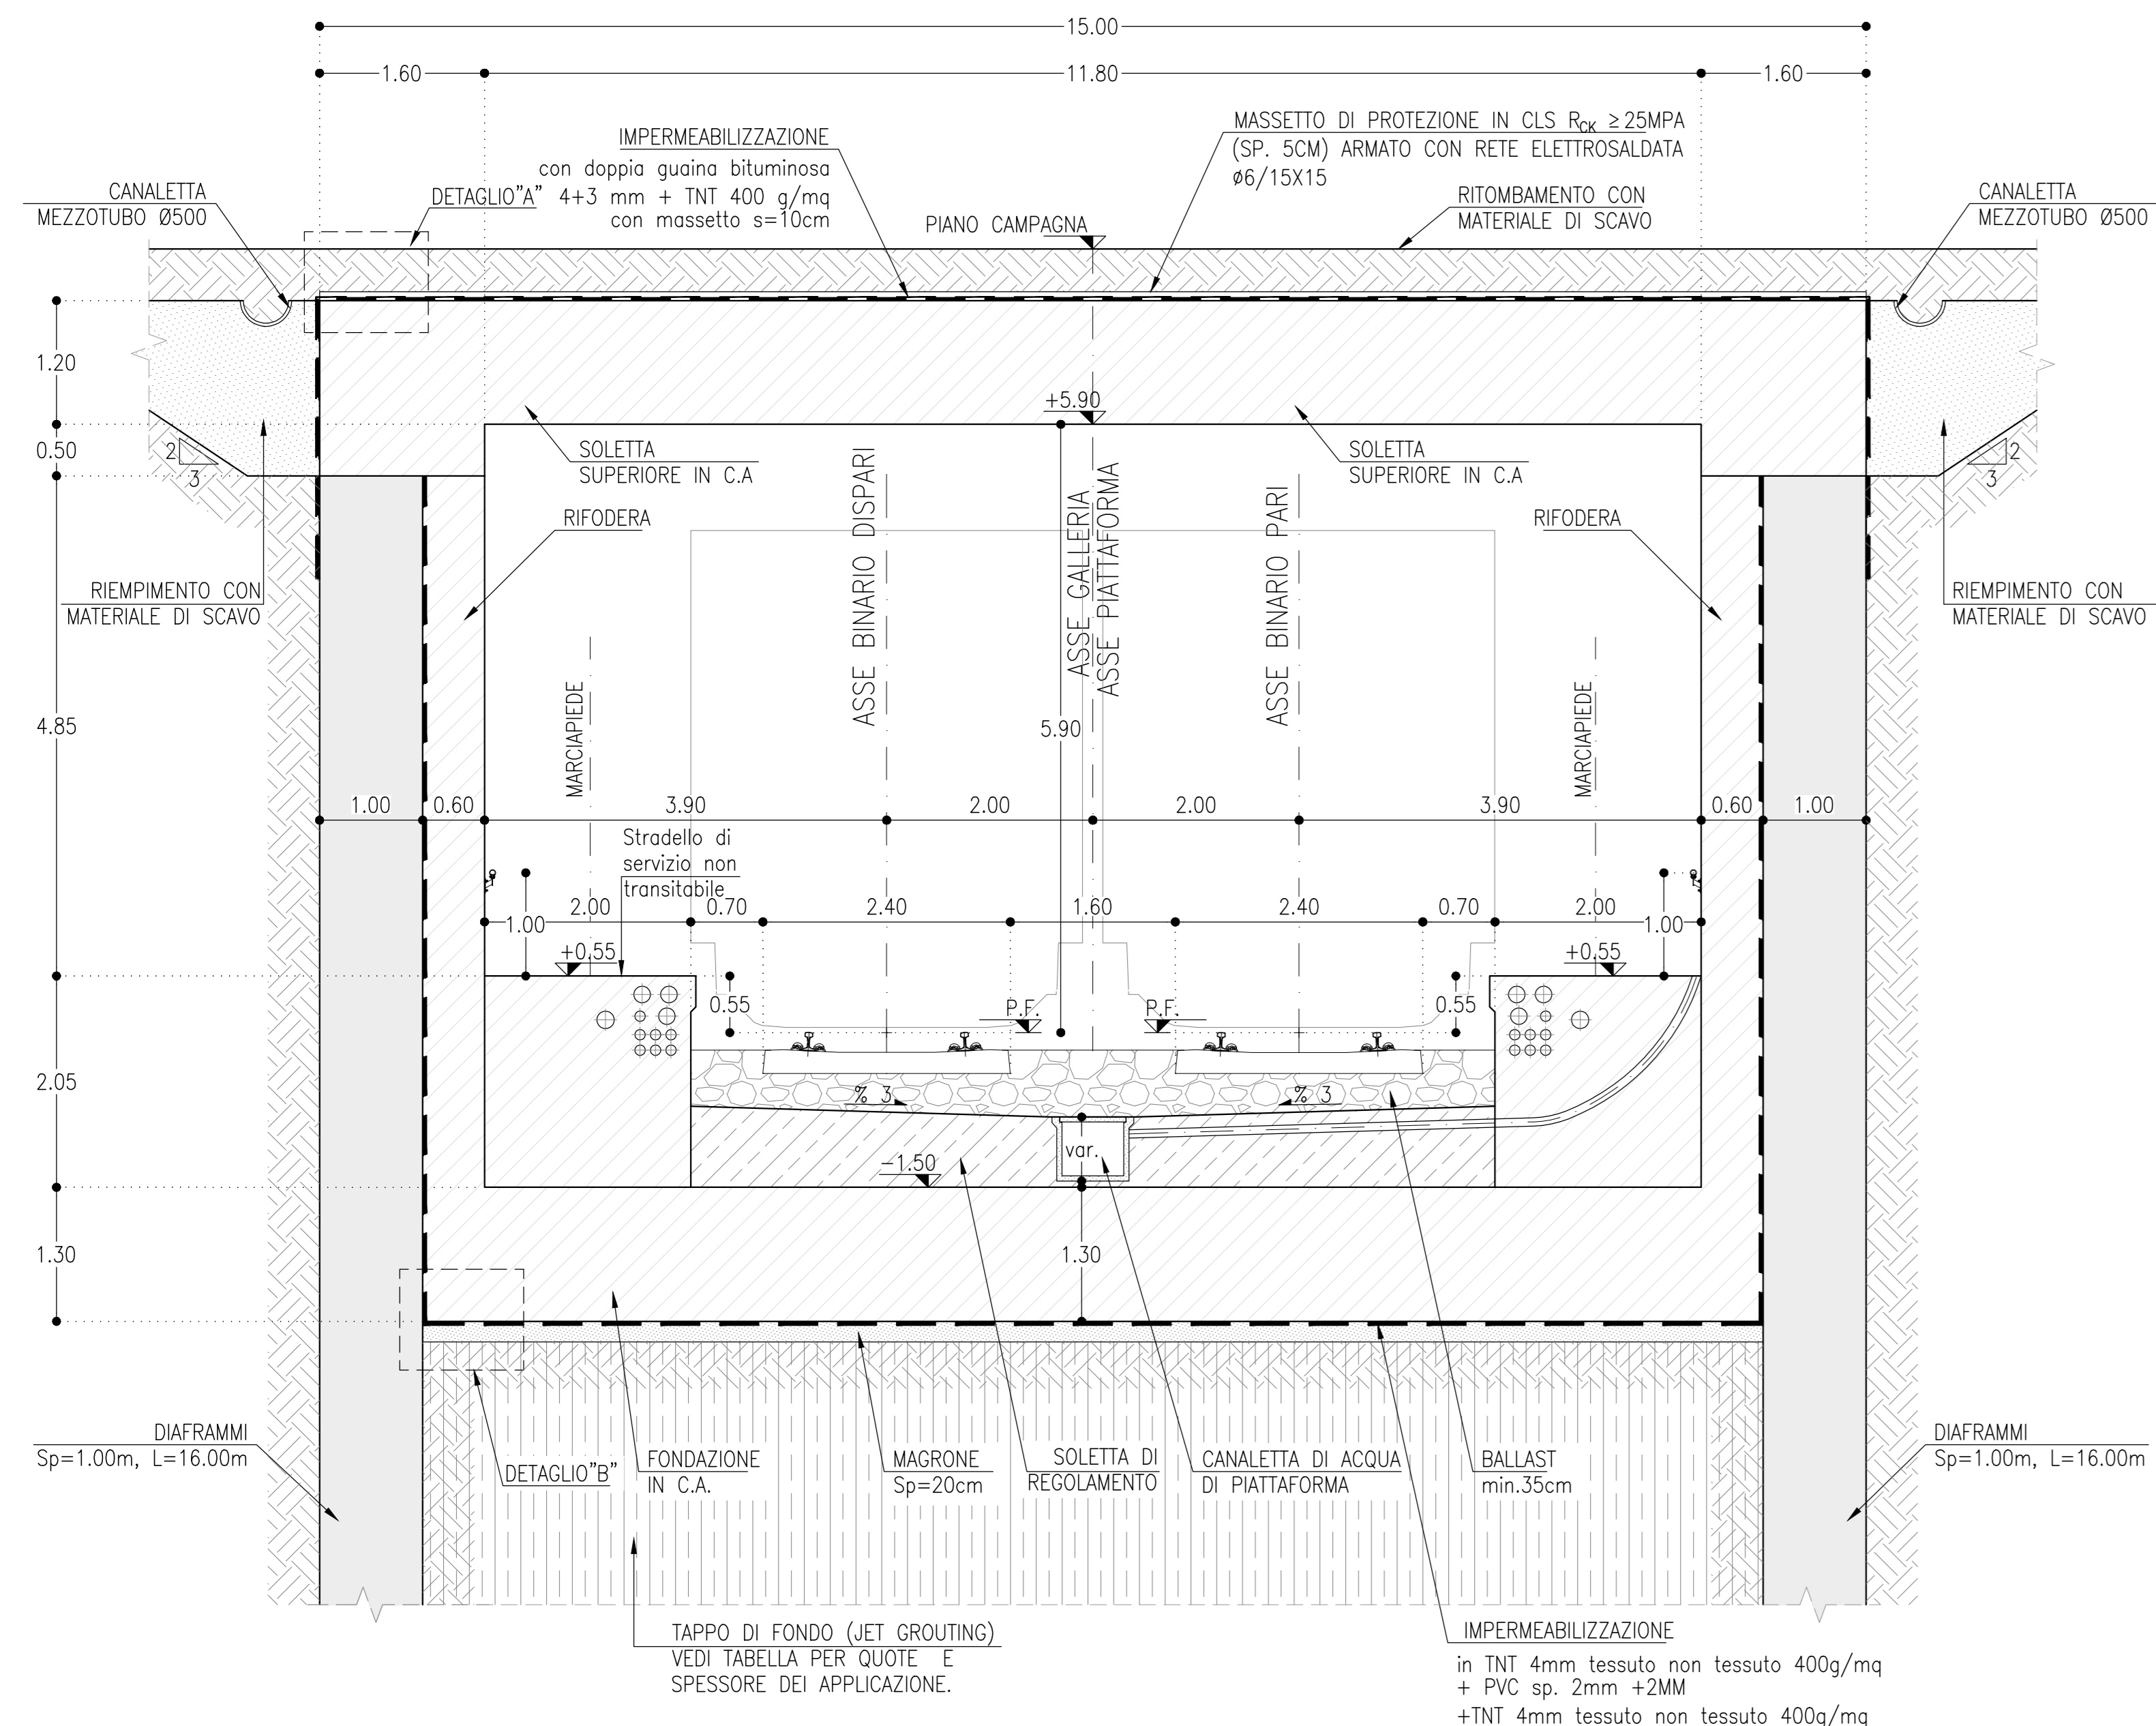 15.00
1.60
11.80
1.60
IMPERMEABILIZZAZIONE
con doppia guaina bituminosa
4+3 mm + TNT 400 g/mq
con massetto s=10cm
MASSETTO DI PROTEZIONE IN CLS RCK ≥25MPA
(SP. 5CM) ARMATO CON RETE ELETTROSALDATA
ø6/15X15
CANALETTA
MEZZOTUBO Ø500
DETAGLIO"A"
PIANO CAMPAGNA
RITOMBAMENTO CON
MATERIALE DI SCAVO
CANALETTA
MEZZOTUBO Ø500
1.20
0.50
4.85
2.05
1.30
+5.90
SOLETTA
SUPERIORE IN C.A
SOLETTA
SUPERIORE IN C.A
2
3
2
3
RIFODERA
RIFODERA
RIEMPIMENTO CON
MATERIALE DI SCAVO
RIEMPIMENTO CON
MATERIALE DI SCAVO
MARCIAPIEDE
ASSE BINARIO DISPARI
ASSE GALLERIA
ASSE PIATTAFORMA
ASSE BINARIO PARI
MARCIAPIEDE
5.90
1.00
0.60
3.90
2.00
2.00
3.90
0.60
1.00
Stradello di
servizio non
transitabile
1.00
2.00
0.70
2.40
1.60
2.40
0.70
2.00
1.00
+0.55
+0.55
0.55
P.F.
P.F.
0.55
% 3
% 3
var.
-1.50
1.30
DIAFRAMMI
Sp=1.00m, L=16.00m
DETAGLIO"B"
FONDAZIONE
IN C.A.
MAGRONE
Sp=20cm
SOLETTA DI
REGOLAMENTO
CANALETTA DI ACQUA
DI PIATTAFORMA
BALLAST
min.35cm
DIAFRAMMI
Sp=1.00m, L=16.00m
TAPPO DI FONDO (JET GROUTING)
VEDI TABELLA PER QUOTE E
SPESSORE DEI APPLICAZIONE.
IMPERMEABILIZZAZIONE
in TNT 4mm tessuto non tessuto 400g/mq
+ PVC sp. 2mm +2MM
+TNT 4mm tessuto non tessuto 400g/mq